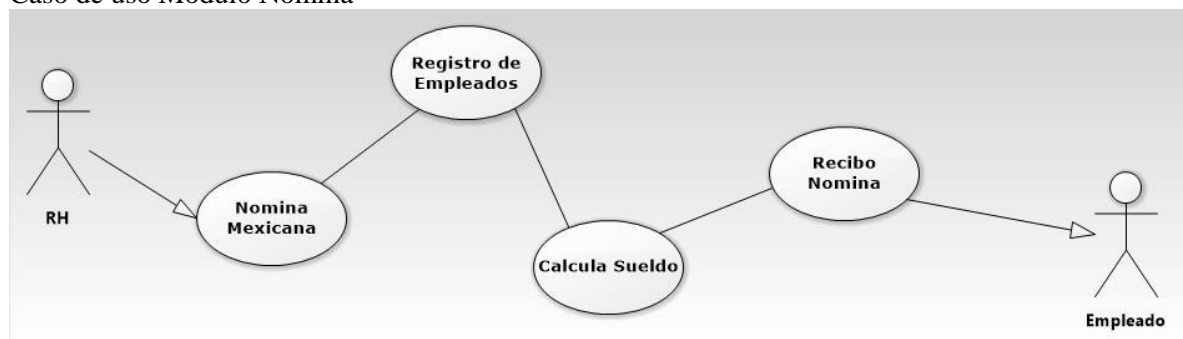 Caso de uso Modulo Nomina
Registro de
Empleados
Recibo
Nomina
RH
Nomina
Mexicana
Calcula Sueldo
Empleado